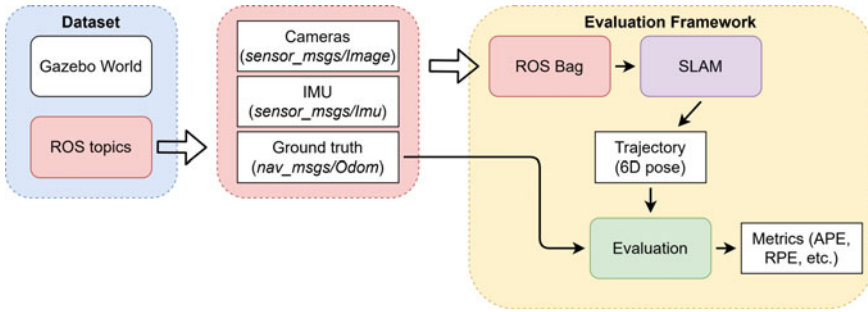 Dataset
Gazebo World
ROS topics
Cameras
(sensor_msgs/Image)
IMU
(sensor_msgs/Imu)
Ground truth
(nav_msgs/Odom)
Evaluation Framework
ROS Bag
SLAM
Trajectory
(6D pose)
Evaluation
Metrics (APE,
RPE, etc.)